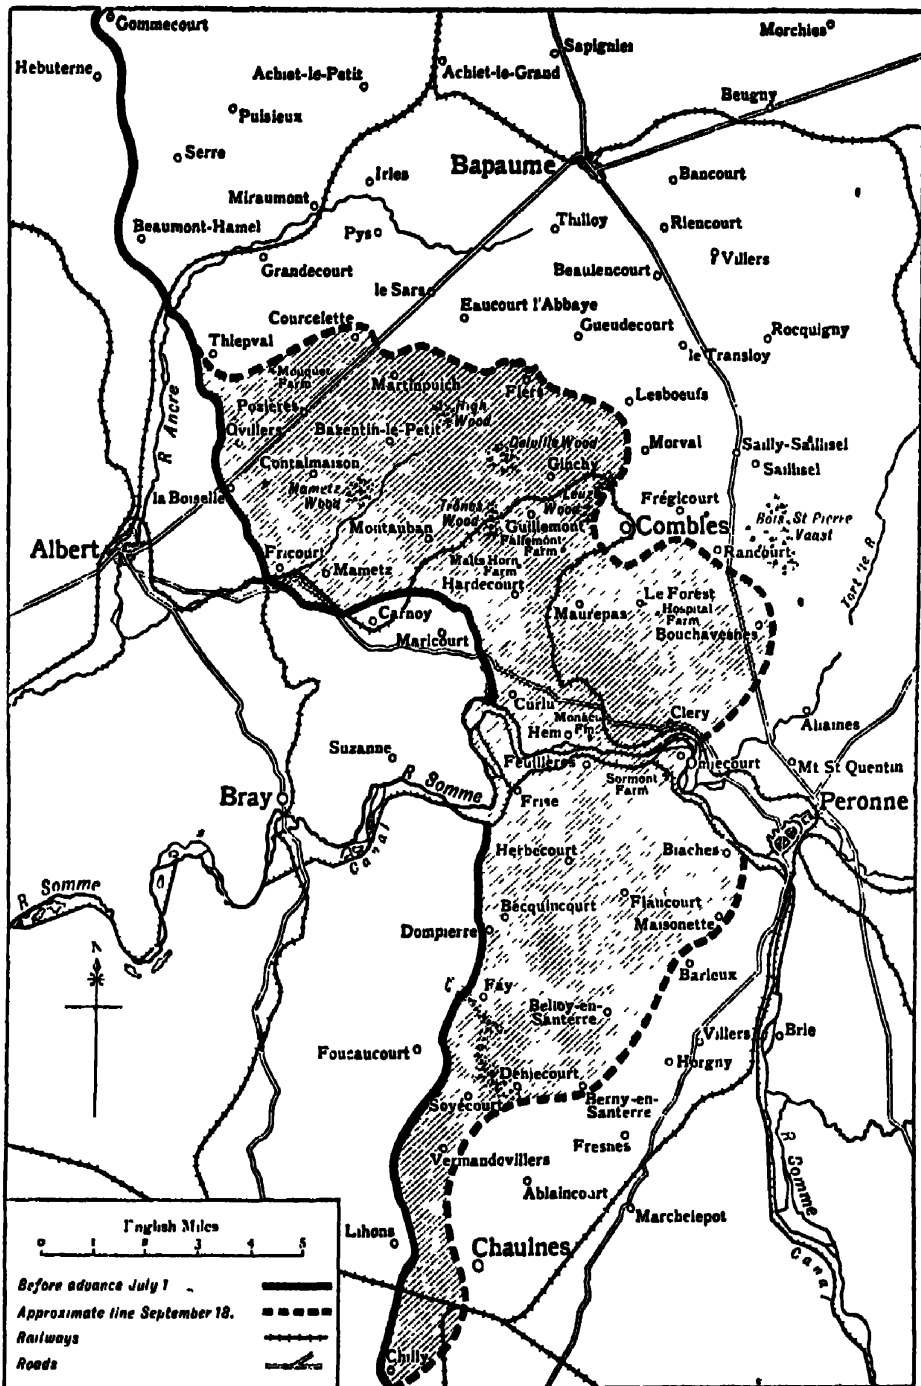 Gommecourt
Morchies
Sapignies
Hebuterne
Achiet-le-Petit
Achiet-le-Grand
Beugny
Puisieux
Serre
Bapaume
Irles
Bancourt
Miraumont
Beaumont-Hamel
Pys
Thilloy
Riencourt
Villers
Grandecourt
Beaulencourt
le Sars
Eaucourt l'Abbaye
Courcelette
Gueudecourt
Rocquigny
Thiepval
le Transloy
Mouquet
Farm
Martinpuich
Flers
Lesboeufs
R Ancre
Pozieres
High
Wood
Ovillers
Bazentin-le-Petit
Delville Wood
Morval
Sailly-Saillisel
Contalmaison
Ginchy
Saillisel
la Boiselle
Mametz
Wood
Trônes
Wood
Leuze
Wood
Frégicourt
Bois St Pierre
Vaast
Montauban
Guillemont
Combles
Albert
Falfemont
Farm
Rancourt
Fricourt
Malts Horn
Farm
Mametz
Hardecourt
Tortille R
Le Forest
Carnoy
Maurepas
Hospital
Farm
Bouchavesnes
Maricourt
Curlu
Monacu
Fm
Clery
Allaines
Hem
Suzanne
Feuilleres
Omiecourt
Mt St Quentin
R Somme
Sormont
Farm
Bray
Frise
Peronne
Canal
Herbecourt
Biaches
R Somme
Flaucourt
Becquincourt
Maisonette
Dompierre
Barleux
Fay
Belloy-en-
Santerre
Villers
Brie
Foucaucourt
Horgny
Deniecourt
Soyecourt
Berny-en-
Santerre
Fresnes
R Somme
Vermandovillers
Ablaincourt
Marchelepot
Lihons
Chaulnes
Canal
Chilly
N
English Miles
0 1 2 3 4 5
Before advance July 1
Approximate line September 18.
Railways
Roads